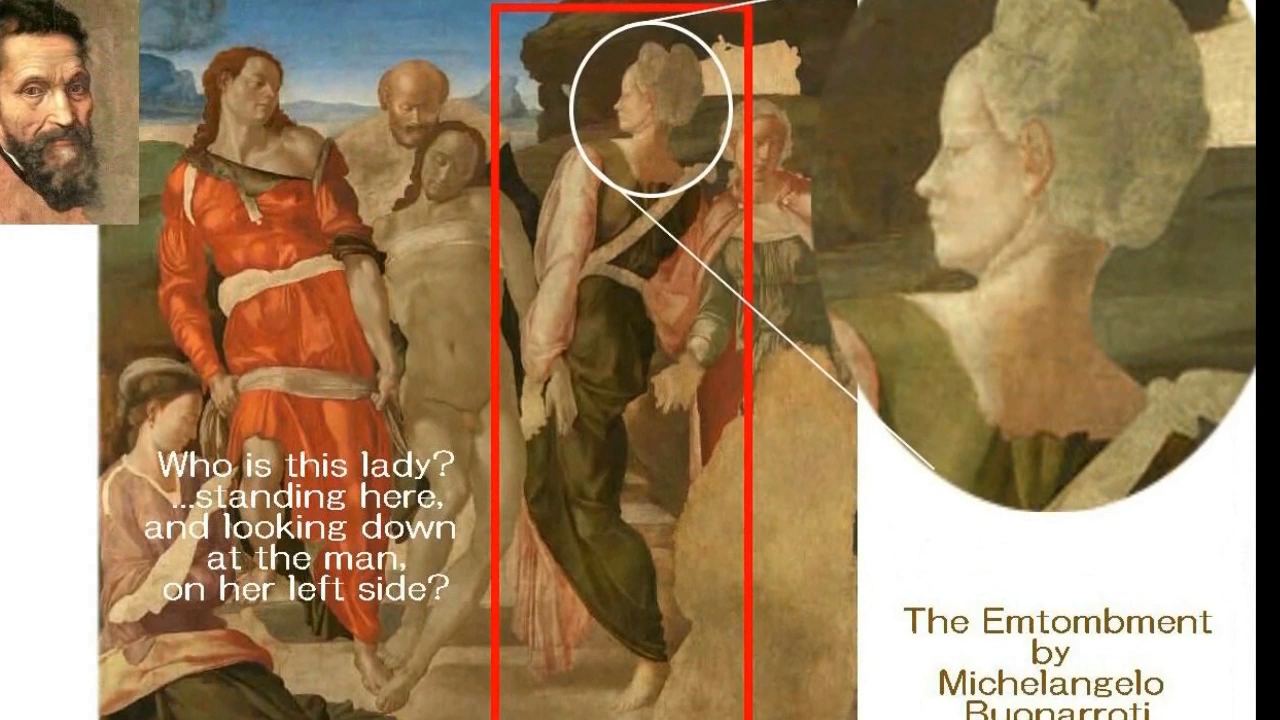 Who is this lady?
...standing here,
and looking down
at the man,
on her left side?
The Emtombment
by
Michelangelo
Buonarroti